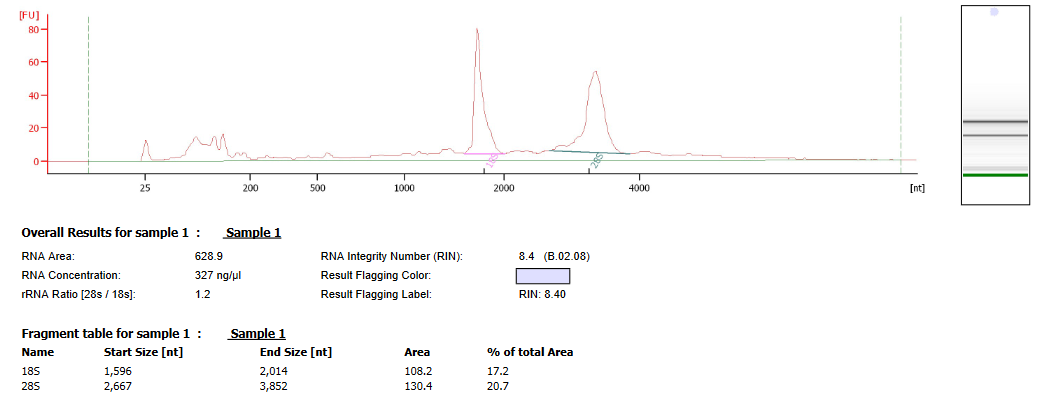 [FU]
80
60
40
20
0
18S
28S
25 200 500 1000 2000 4000 [nt]
Overall Results for sample 1 : Sample 1
RNA Area: 628.9 RNA Integrity Number (RIN): 8.4 (B.02.08)
RNA Concentration: 327 ng/µl Result Flagging Color:
rRNA Ratio [28s / 18s]: 1.2 Result Flagging Label: RIN: 8.40
Fragment table for sample 1 : Sample 1
Name Start Size [nt] End Size [nt] Area % of total Area
18S 1,596 2,014 108.2 17.2
28S 2,667 3,852 130.4 20.7